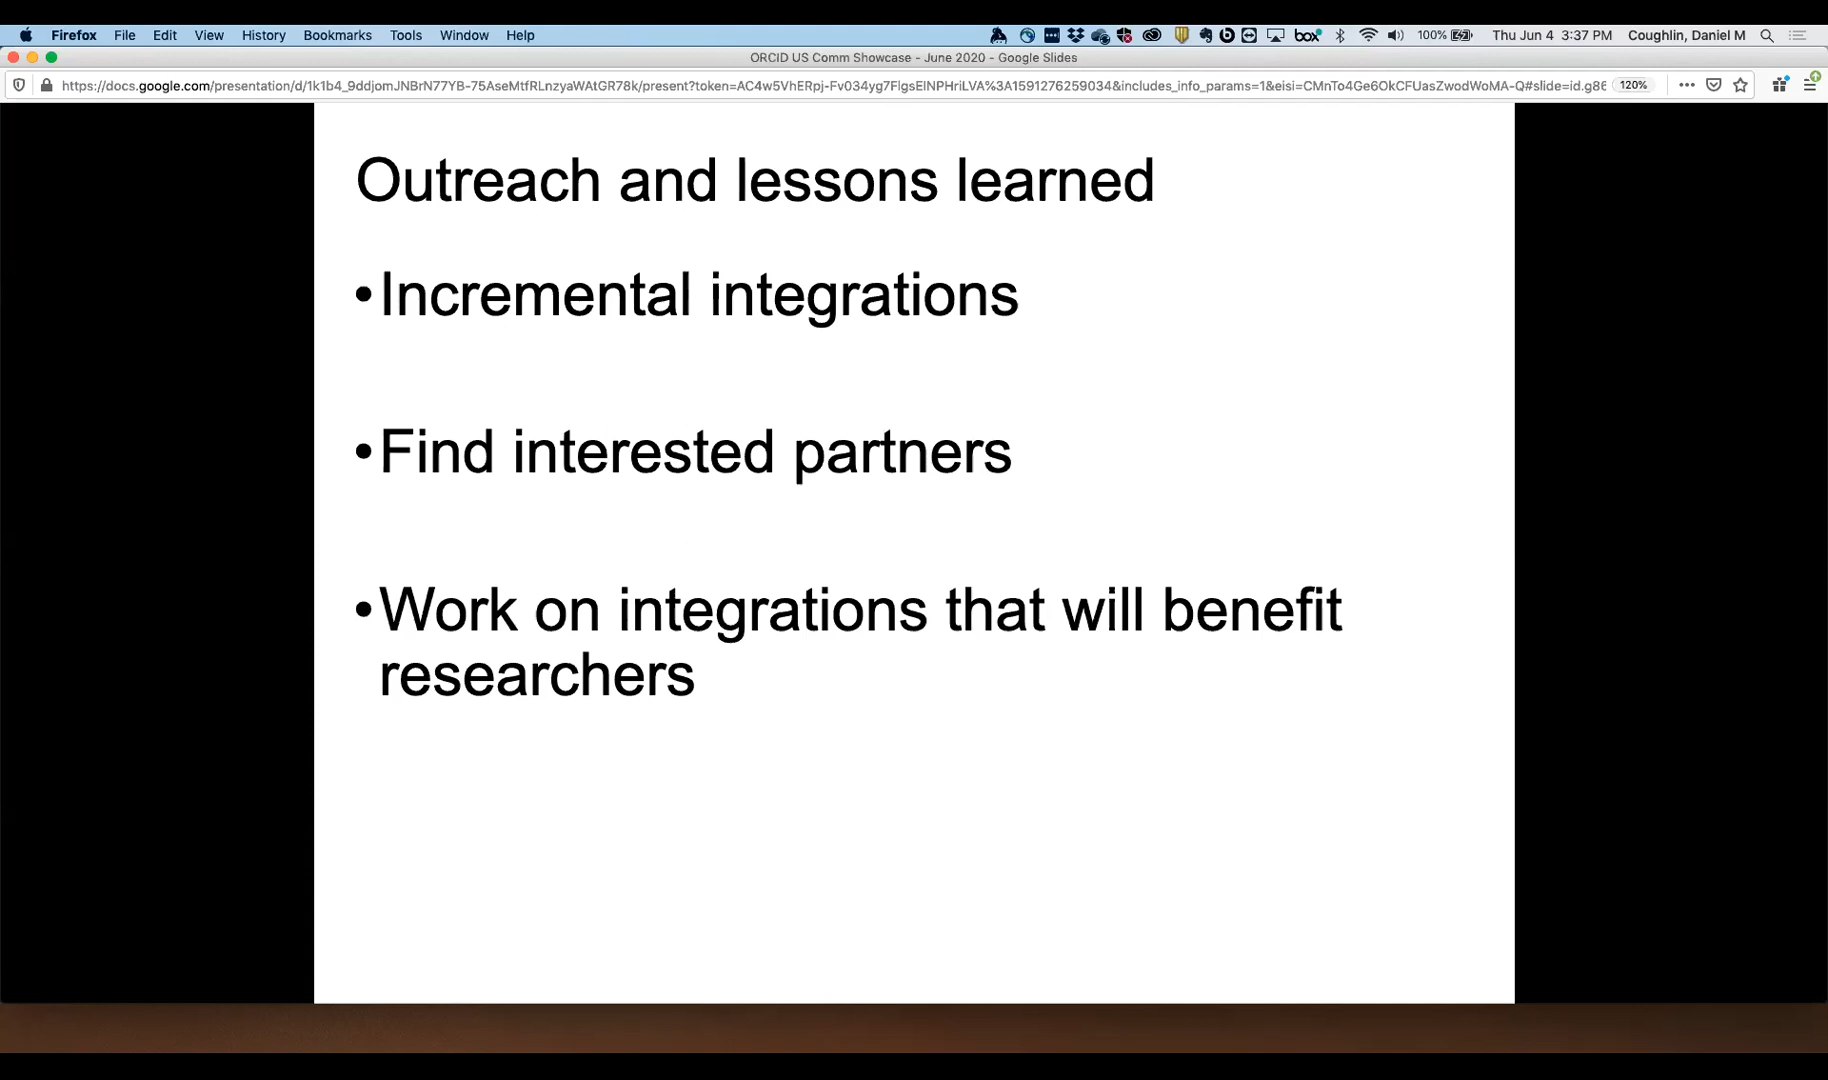 Firefox File Edit View History Bookmarks Tools Window Help box 100% Thu Jun 4 3:37 PM Coughlin, Daniel M
ORCID US Comm Showcase - June 2020 - Google Slides
https://docs.google.com/presentation/d/1k1b4_9ddjomJNBrN77YB-75AseMtfRLnzyaWAtGR78k/present?token=AC4w5VhERpj-Fv034yg7FlgsElNPHriLVA%3A1591276259034&includes_info_params=1&eisi=CMnTo4Ge6OkCFUasZwodWoMA-Q#slide=id.g86 120%
Outreach and lessons learned
•Incremental integrations
•Find interested partners
•Work on integrations that will benefit
researchers